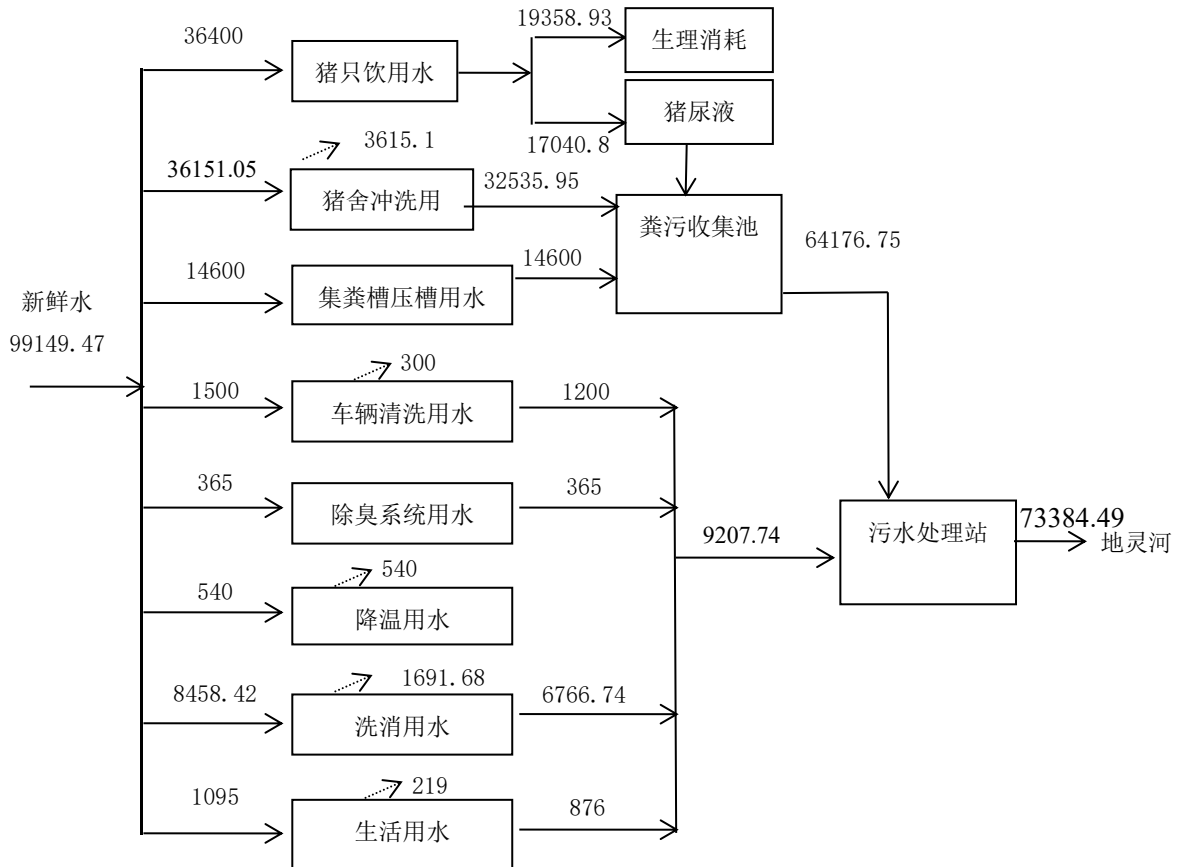 19358.93
36400
生理消耗
猪只饮用水
猪尿液
17040.8
3615.1
36151.05
32535.95
猪舍冲洗用
粪污收集池
64176.75
14600
14600
集粪槽压槽用水
新鲜水
99149.47
300
1500
1200
车辆清洗用水
365
365
除臭系统用水
9207.74
污水处理站
73384.49
地灵河
540
540
降温用水
1691.68
8458.42
6766.74
洗消用水
219
1095
876
生活用水